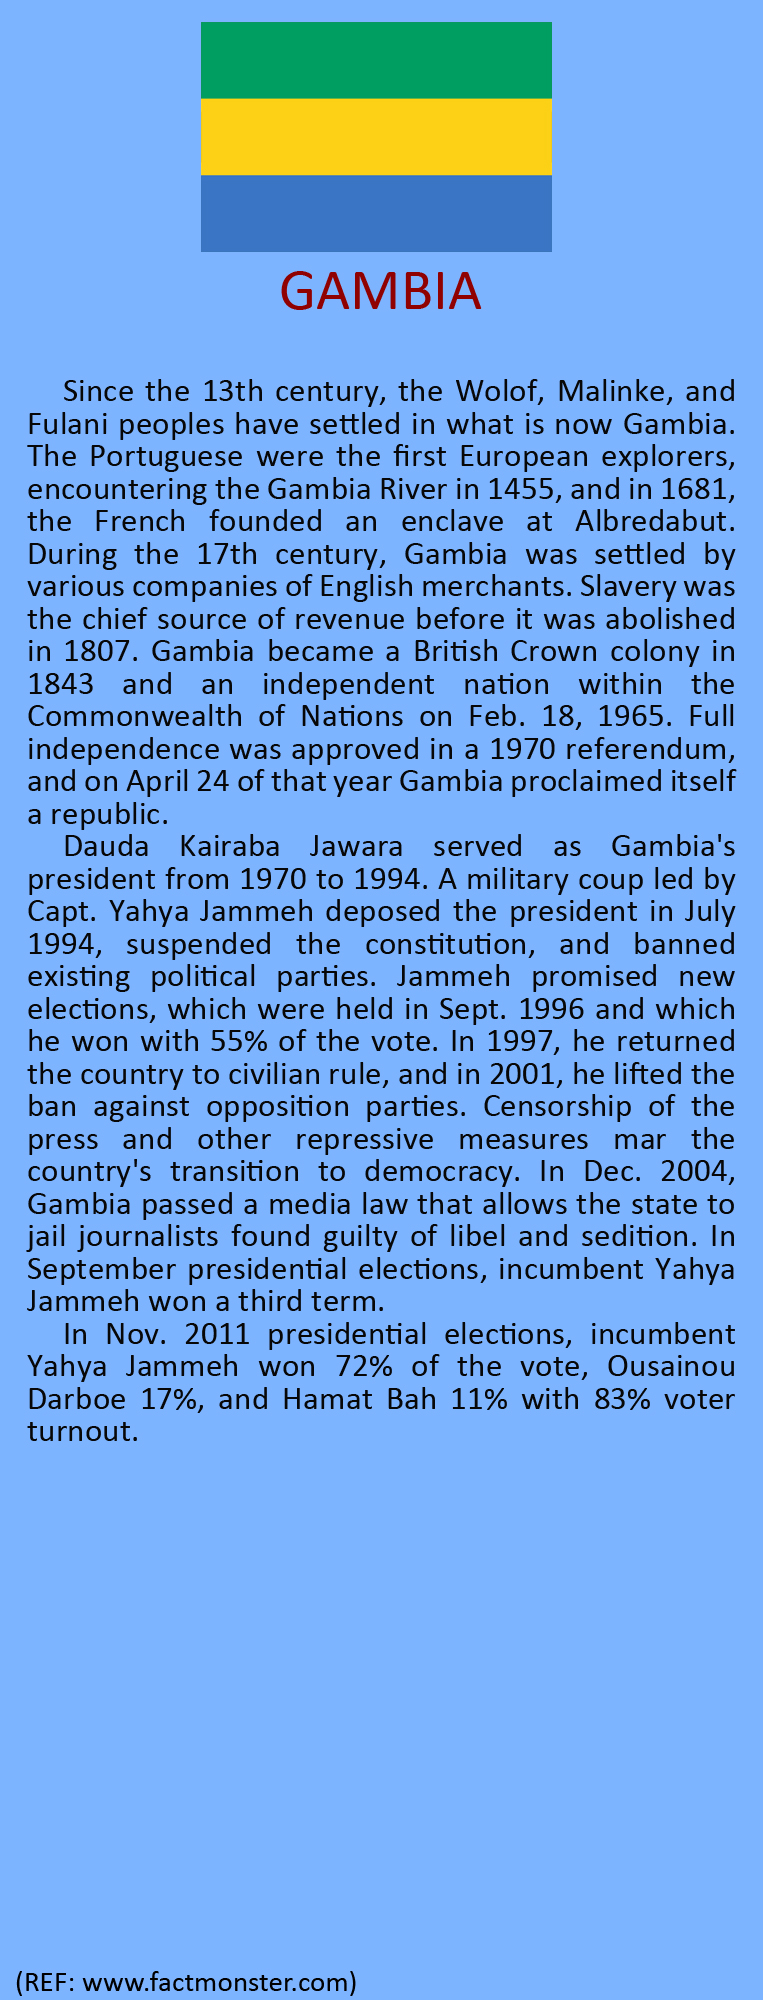 GAMBIA
Since the 13th century, the Wolof, Malinke, and
Fulani peoples have settled in what is now Gambia.
The Portuguese were the first European explorers,
encountering the Gambia River in 1455, and in 1681,
the French founded an enclave at Albredabut.
During the 17th century, Gambia was settled by
various companies of English merchants. Slavery was
the chief source of revenue before it was abolished
in 1807. Gambia became a British Crown colony in
1843 and an independent nation within the
Commonwealth of Nations on Feb. 18, 1965. Full
independence was approved in a 1970 referendum,
and on April 24 of that year Gambia proclaimed itself
a republic.
Dauda Kairaba Jawara served as Gambia's
president from 1970 to 1994. A military coup led by
Capt. Yahya Jammeh deposed the president in July
1994, suspended the constitution, and banned
existing political parties. Jammeh promised new
elections, which were held in Sept. 1996 and which
he won with 55% of the vote. In 1997, he returned
the country to civilian rule, and in 2001, he lifted the
ban against opposition parties. Censorship of the
press and other repressive measures mar the
country's transition to democracy. In Dec. 2004,
Gambia passed a media law that allows the state to
jail journalists found guilty of libel and sedition. In
September presidential elections, incumbent Yahya
Jammeh won a third term.
In Nov. 2011 presidential elections, incumbent
Yahya Jammeh won 72% of the vote, Ousainou
Darboe 17%, and Hamat Bah 11% with 83% voter
turnout.
(REF: www.factmonster.com)